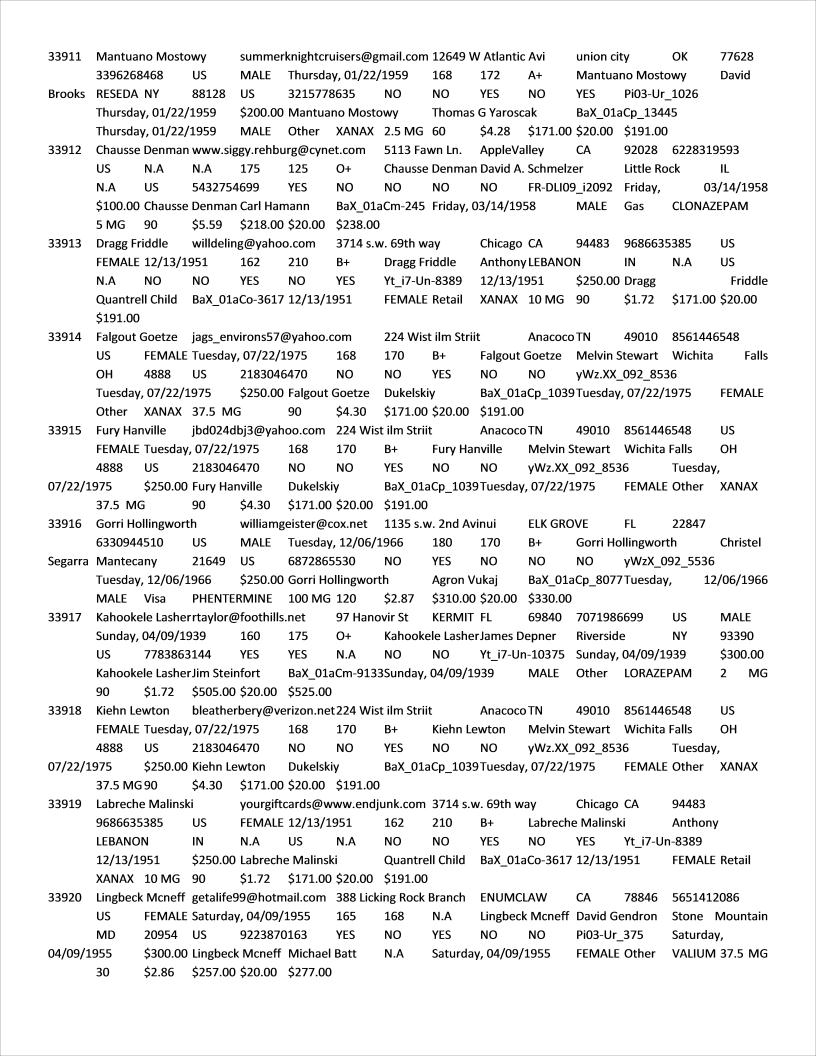 33911 Mantuano Mostowy summerknightcruisers@gmail.com 12649 W Atlantic Avi union city OK 77628
3396268468 US MALE Thursday, 01/22/1959 168 172 A+ Mantuano Mostowy David
Brooks RESEDA NY 88128 US 3215778635 NO NO YES NO YES Pi03-Ur_1026
Thursday, 01/22/1959 $200.00 Mantuano Mostowy Thomas G Yaroscak BaX_01aCp_13445
Thursday, 01/22/1959 MALE Other XANAX 2.5 MG 60 $4.28 $171.00 $20.00 $191.00
33912 Chausse Denman www.siggy.rehburg@cynet.com 5113 Fawn Ln. AppleValley CA 92028 6228319593
US N.A N.A 175 125 O+ Chausse Denman David A. Schmelzer Little Rock IL
N.A US 5432754699 YES NO NO NO NO FR-DLI09_i2092 Friday, 03/14/1958
$100.00 Chausse Denman Carl Hamann BaX_01aCm-245 Friday, 03/14/1958 MALE Gas CLONAZEPAM
5 MG 90 $5.59 $218.00 $20.00 $238.00
33913 Dragg Friddle willdeling@yahoo.com 3714 s.w. 69th way Chicago CA 94483 9686635385 US
FEMALE 12/13/1951 162 210 B+ Dragg Friddle Anthony LEBANON IN N.A US
N.A NO NO YES NO YES Yt_i7-Un-8389 12/13/1951 $250.00 Dragg Friddle
Quantrell Child BaX_01aCo-3617 12/13/1951 FEMALE Retail XANAX 10 MG 90 $1.72 $171.00 $20.00
$191.00
33914 Falgout Goetze jags_environs57@yahoo.com 224 Wist ilm Striit Anacoco TN 49010 8561446548
US FEMALE Tuesday, 07/22/1975 168 170 B+ Falgout Goetze Melvin Stewart Wichita Falls
OH 4888 US 2183046470 NO NO YES NO NO yWz.XX_092_8536
Tuesday, 07/22/1975 $250.00 Falgout Goetze Dukelskiy BaX_01aCp_1039 Tuesday, 07/22/1975 FEMALE
Other XANAX 37.5 MG 90 $4.30 $171.00 $20.00 $191.00
33915 Fury Hanville jbd024dbj3@yahoo.com 224 Wist ilm Striit Anacoco TN 49010 8561446548 US
FEMALE Tuesday, 07/22/1975 168 170 B+ Fury Hanville Melvin Stewart Wichita Falls OH
4888 US 2183046470 NO NO YES NO NO yWz.XX_092_8536 Tuesday,
07/22/1975 $250.00 Fury Hanville Dukelskiy BaX_01aCp_1039 Tuesday, 07/22/1975 FEMALE Other XANAX
37.5 MG 90 $4.30 $171.00 $20.00 $191.00
33916 Gorri Hollingworth williamgeister@cox.net 1135 s.w. 2nd Avinui ELK GROVE FL 22847
6330944510 US MALE Tuesday, 12/06/1966 180 170 B+ Gorri Hollingworth Christel
Segarra Mantecany 21649 US 6872865530 NO YES NO NO NO yWzX_092_5536
Tuesday, 12/06/1966 $250.00 Gorri Hollingworth Agron Vukaj BaX_01aCp_8077 Tuesday, 12/06/1966
MALE Visa PHENTERMINE 100 MG 120 $2.87 $310.00 $20.00 $330.00
33917 Kahookele Lasher rtaylor@foothills.net 97 Hanovir St KERMIT FL 69840 7071986699 US MALE
Sunday, 04/09/1939 160 175 O+ Kahookele Lasher James Depner Riverside NY 93390
US 7783863144 YES YES N.A NO NO Yt_i7-Un-10375 Sunday, 04/09/1939 $300.00
Kahookele Lasher Jim Steinfort BaX_01aCm-9133 Sunday, 04/09/1939 MALE Other LORAZEPAM 2 MG
90 $1.72 $505.00 $20.00 $525.00
33918 Kiehn Lewton bleatherbery@verizon.net 224 Wist ilm Striit Anacoco TN 49010 8561446548 US
FEMALE Tuesday, 07/22/1975 168 170 B+ Kiehn Lewton Melvin Stewart Wichita Falls OH
4888 US 2183046470 NO NO YES NO NO yWz.XX_092_8536 Tuesday,
07/22/1975 $250.00 Kiehn Lewton Dukelskiy BaX_01aCp_1039 Tuesday, 07/22/1975 FEMALE Other XANAX
37.5 MG 90 $4.30 $171.00 $20.00 $191.00
33919 Labreche Malinski yourgiftcards@www.endjunk.com 3714 s.w. 69th way Chicago CA 94483
9686635385 US FEMALE 12/13/1951 162 210 B+ Labreche Malinski Anthony
LEBANON IN N.A US N.A NO NO YES NO YES Yt_i7-Un-8389
12/13/1951 $250.00 Labreche Malinski Quantrell Child BaX_01aCo-3617 12/13/1951 FEMALE Retail
XANAX 10 MG 90 $1.72 $171.00 $20.00 $191.00
33920 Lingbeck Mcneff getalife99@hotmail.com 388 Licking Rock Branch ENUMCLAW CA 78846 5651412086
US FEMALE Saturday, 04/09/1955 165 168 N.A Lingbeck Mcneff David Gendron Stone Mountain
MD 20954 US 9223870163 YES NO YES NO NO Pi03-Ur_375 Saturday,
04/09/1955 $300.00 Lingbeck Mcneff Michael Batt N.A Saturday, 04/09/1955 FEMALE Other VALIUM 37.5 MG
30 $2.86 $257.00 $20.00 $277.00